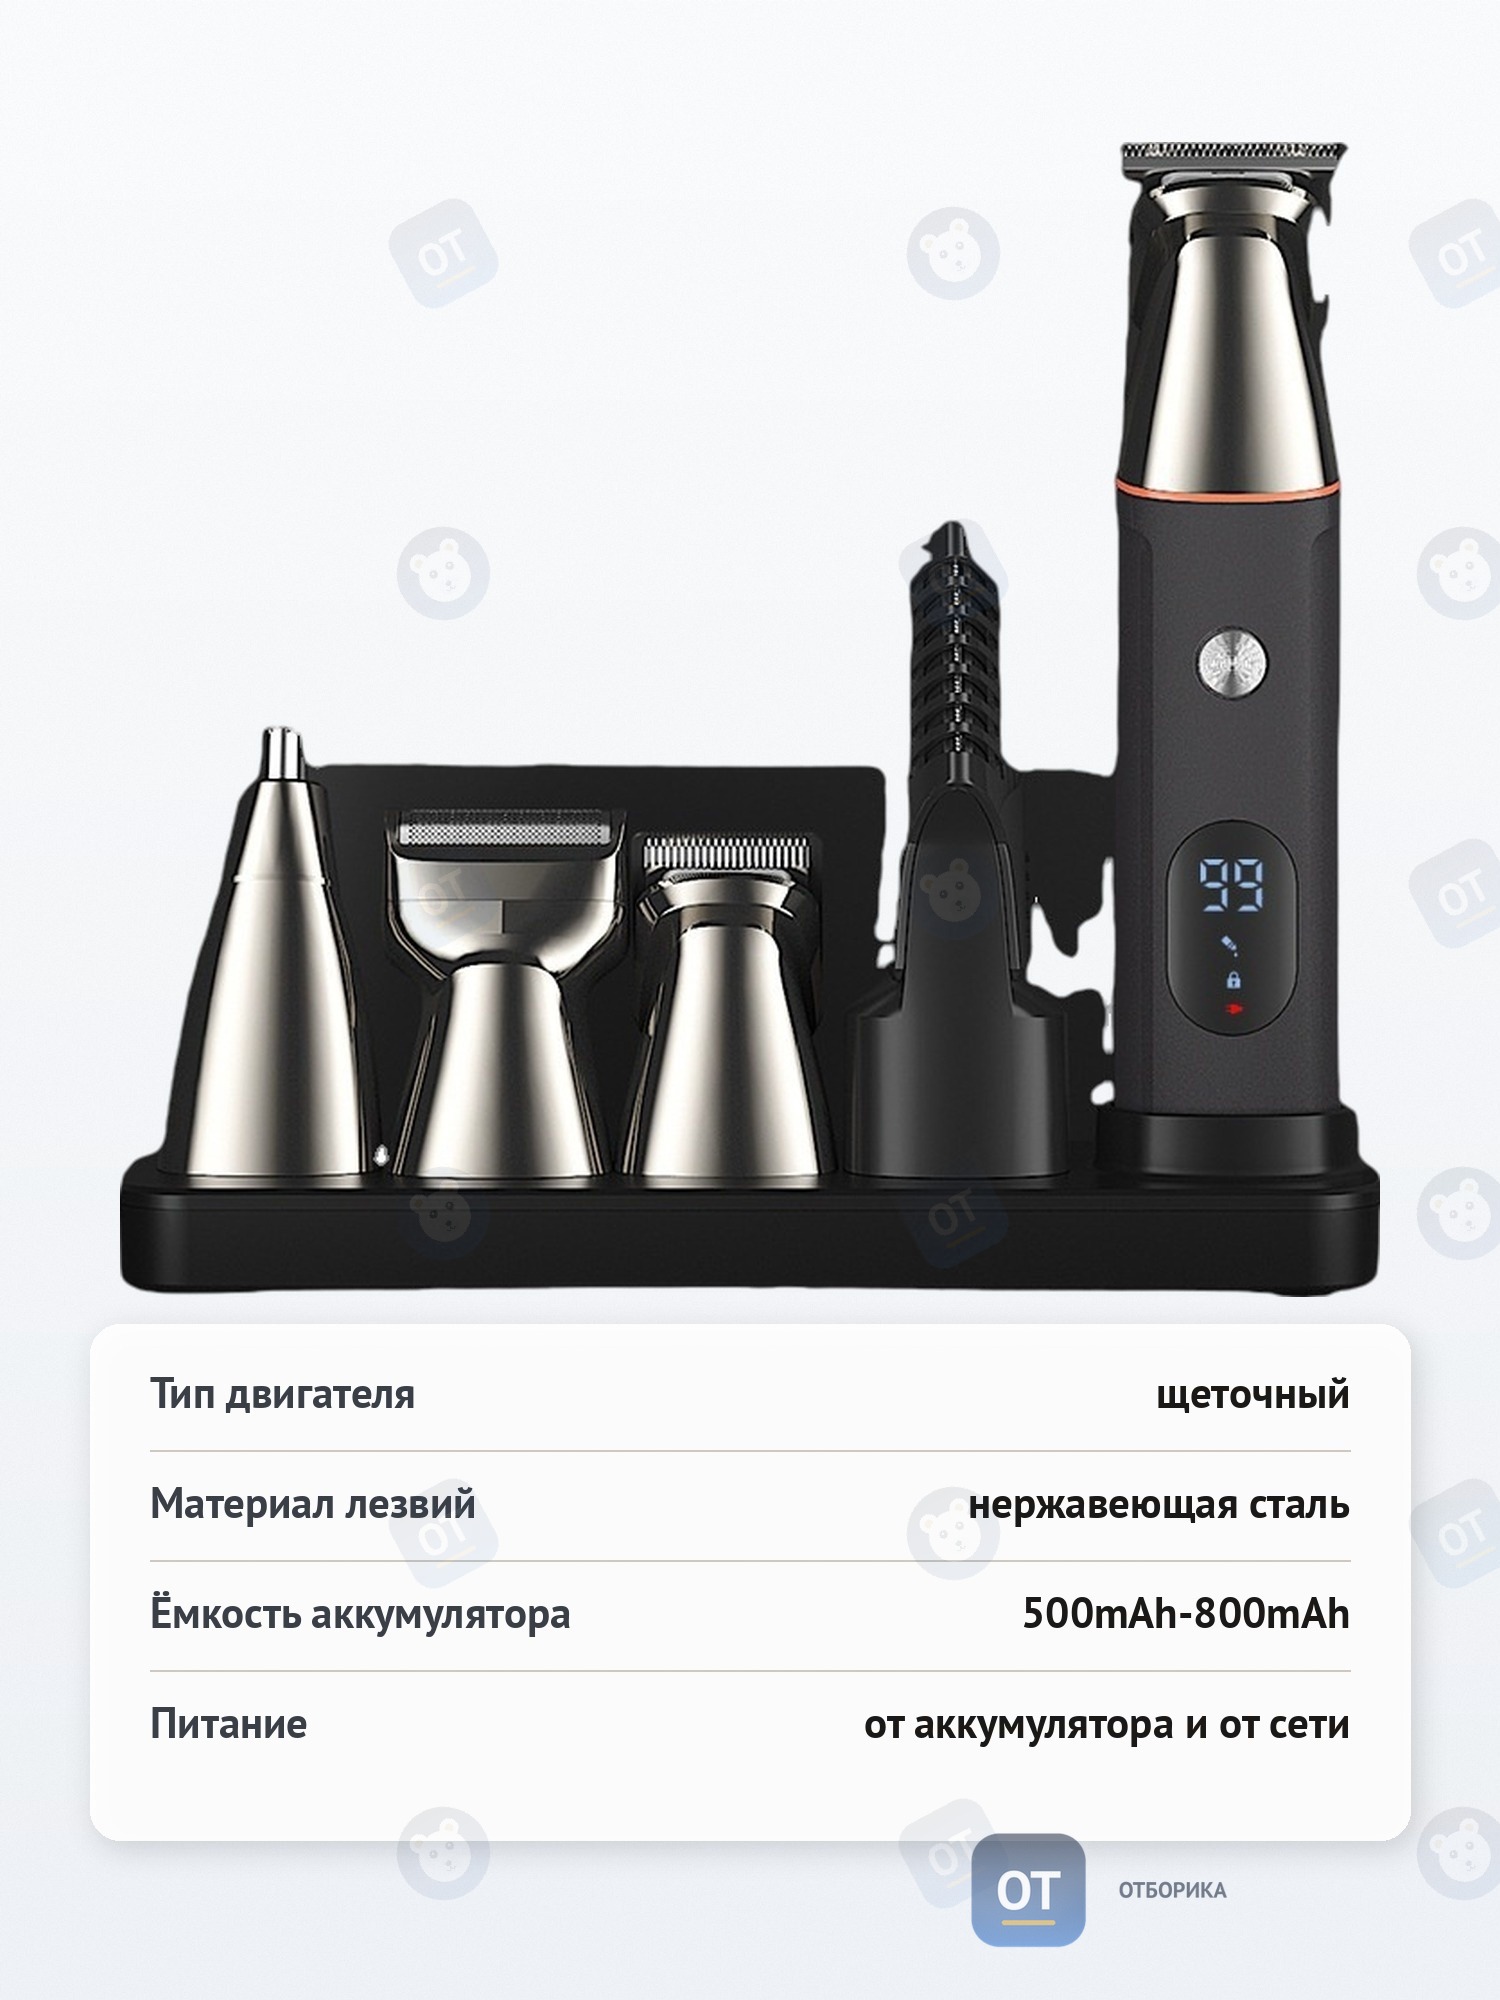 99
Тип двигателя щеточный
Материал лезвий нержавеющая сталь
Ёмкость аккумулятора 500mAh-800mAh
Питание от аккумулятора и от сети
ОТ ОТБОРИКА